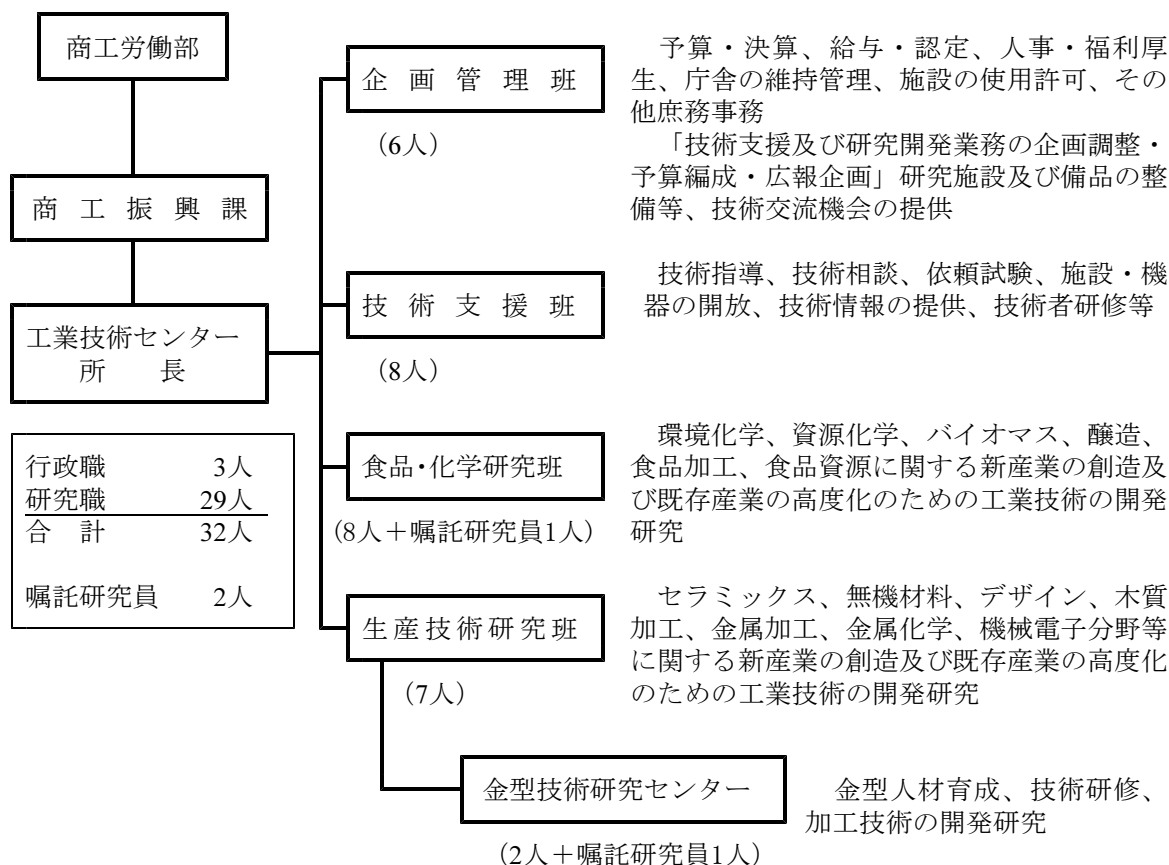 商工労働部
商工振興課
工業技術センター
所　　長
行政職　3人
研究職　29人
合　計　32人
嘱託研究員　2人
企画管理班
(6人)
予算・決算、給与・認定、人事・福利厚
生、庁舎の維持管理、施設の使用許可、その
他庶務事務
「技術支援及び研究開発業務の企画調整・
予算編成・広報企画」研究施設及び備品の整
備等、技術交流機会の提供
技術支援班
(8人)
技術指導、技術相談、依頼試験、施設・機
器の開放、技術情報の提供、技術者研修等
食品・化学研究班
(8人＋嘱託研究員1人)
環境化学、資源化学、バイオマス、醸造、
食品加工、食品資源に関する新産業の創造及
び既存産業の高度化のための工業技術の開発
研究
生産技術研究班
(7人)
セラミックス、無機材料、デザイン、木質
加工、金属加工、金属化学、機械電子分野等
に関する新産業の創造及び既存産業の高度化
のための工業技術の開発研究
金型技術研究センター
(2人＋嘱託研究員1人)
金型人材育成、技術研修、
加工技術の開発研究